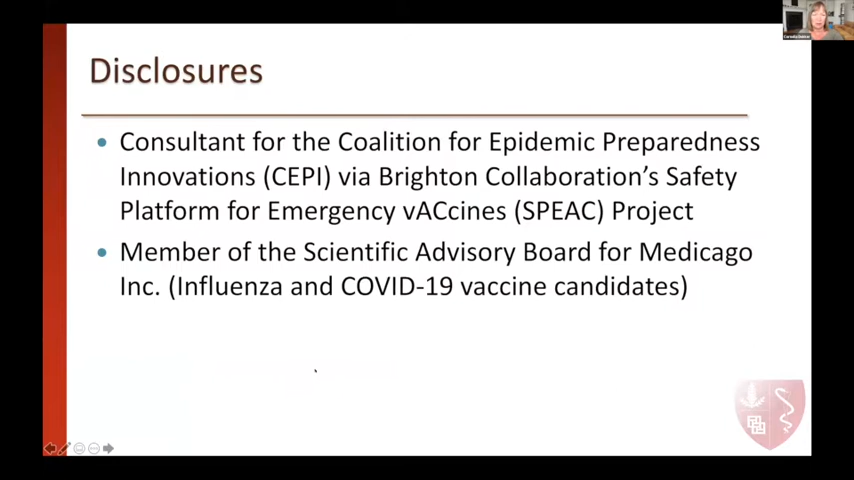 Disclosures
• Consultant for the Coalition for Epidemic Preparedness
Innovations (CEPI) via Brighton Collaboration's Safety
Platform for Emergency vACcines (SPEAC) Project
• Member of the Scientific Advisory Board for Medicago
Inc. (Influenza and COVID-19 vaccine candidates)